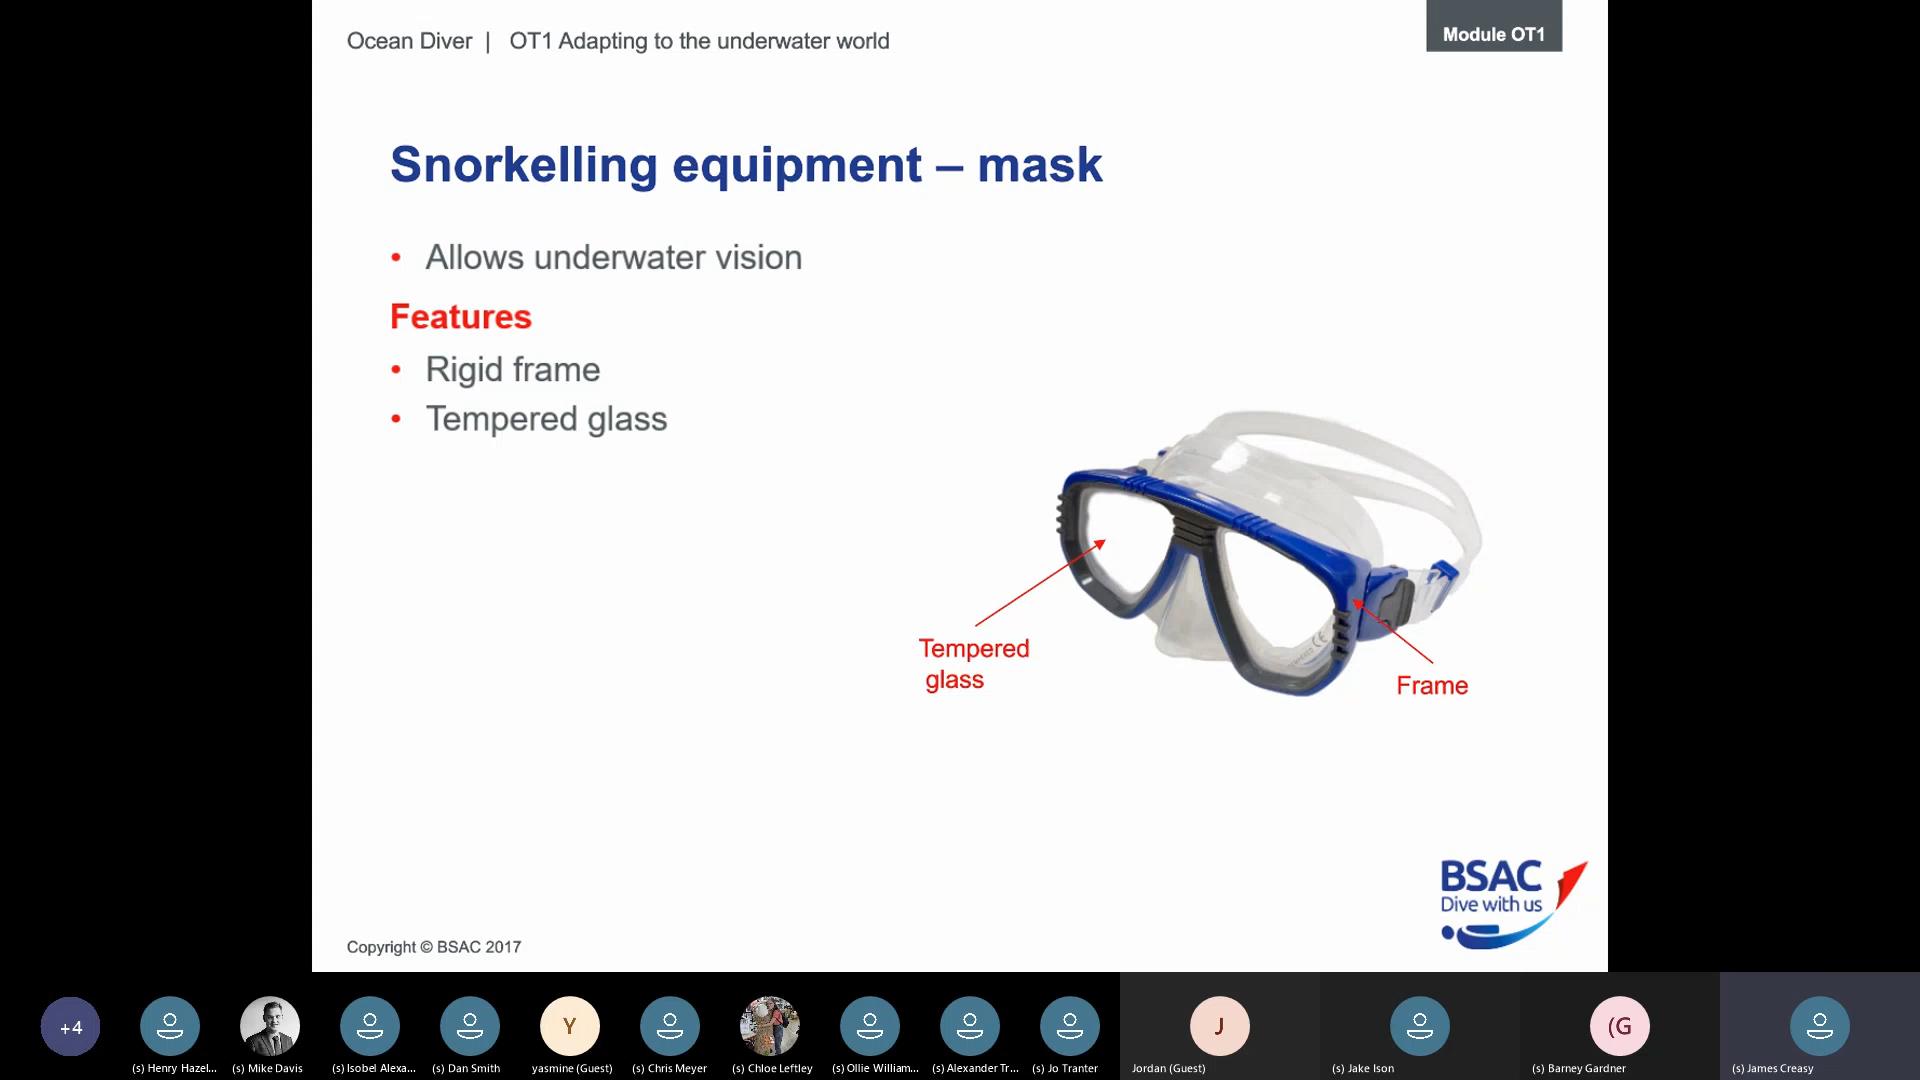 Ocean Diver | OT1 Adapting to the underwater world
Module OT1
Snorkelling equipment – mask
• Allows underwater vision
Features
• Rigid frame
• Tempered glass
Tempered
glass
Frame
BSAC
Dive with us
Copyright © BSAC 2017
+4
Y
J
(G
(s) Henry Hazel...
(s) Mike Davis
(s) Isobel Alexa...
(s) Dan Smith
yasmine (Guest)
(s) Chris Meyer
(s) Chloe Leftley
(s) Ollie William...
(s) Alexander Tr...
(s) Jo Tranter
Jordan (Guest)
(s) Jake Ison
(s) Barney Gardner
(s) James Creasy